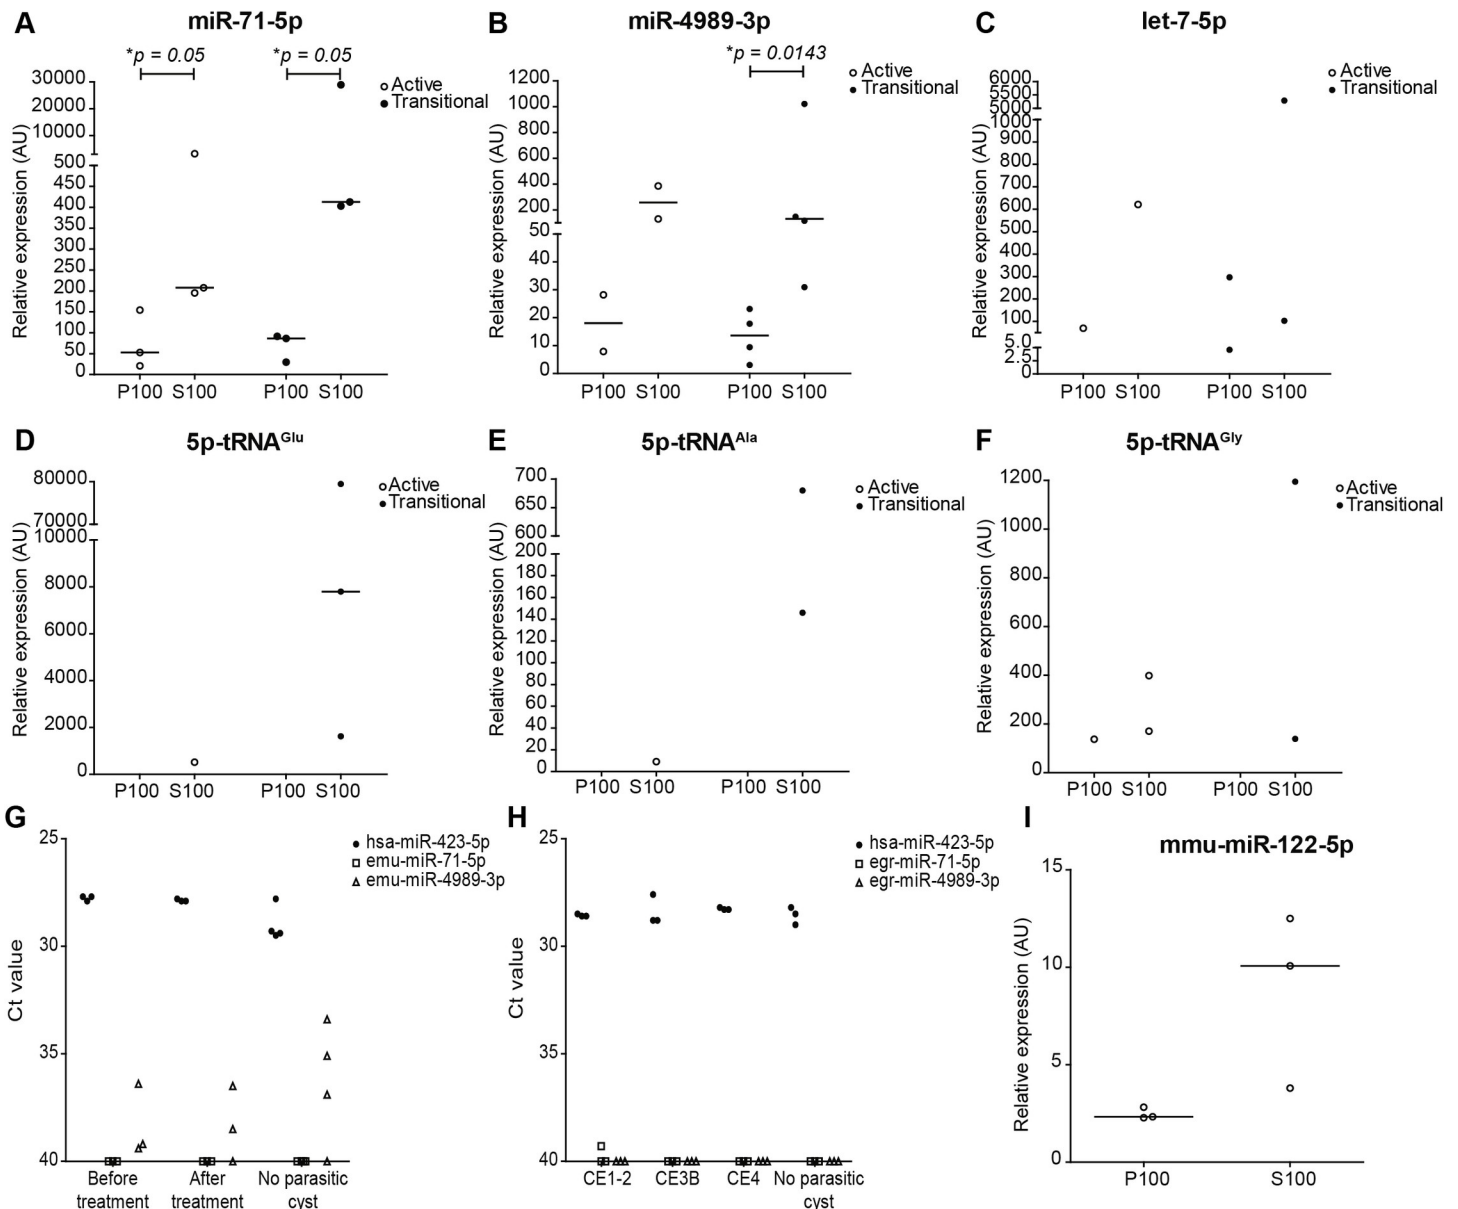 A
miR-71-5p
*p = 0.05
*p = 0.05
Active
Transitional
Relative expression (AU)
30000
20000
10000
500
450
400
350
300
250
200
150
100
50
0
P100 S100 P100 S100
B
miR-4989-3p
*p = 0.0143
Active
Transitional
Relative expression (AU)
1200
1000
800
600
400
200
50
40
30
20
10
0
P100 S100 P100 S100
C
let-7-5p
Active
Transitional
Relative expression (AU)
6000
5500
5000
1000
900
800
700
600
500
400
300
200
100
5.0
2.5
0
P100 S100 P100 S100
D
5p-tRNAGlu
Active
Transitional
Relative expression (AU)
80000
70000
10000
8000
6000
4000
2000
0
P100 S100 P100 S100
E
5p-tRNAAla
Active
Transitional
Relative expression (AU)
700
650
600
200
180
160
140
120
100
80
60
40
20
0
P100 S100 P100 S100
F
5p-tRNAGly
Active
Transitional
Relative expression (AU)
1200
1000
800
600
400
200
0
P100 S100 P100 S100
G
hsa-miR-423-5p
emu-miR-71-5p
emu-miR-4989-3p
Ct value
25
30
35
40
Before treatment
After treatment
No parasitic cyst
H
hsa-miR-423-5p
egr-miR-71-5p
egr-miR-4989-3p
Ct value
25
30
35
40
CE1-2
CE3B
CE4
No parasitic cyst
I
mmu-miR-122-5p
Relative expression (AU)
15
10
5
0
P100 S100